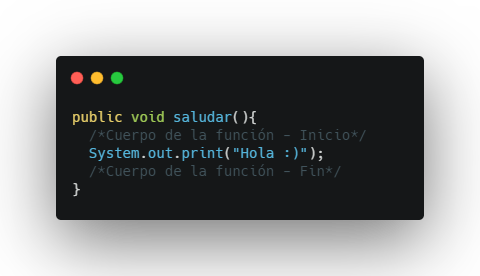 public void saludar(){
/*Cuerpo de la función - Inicio*/
System.out.print("Hola :)");
/*Cuerpo de la función - Fin*/
}